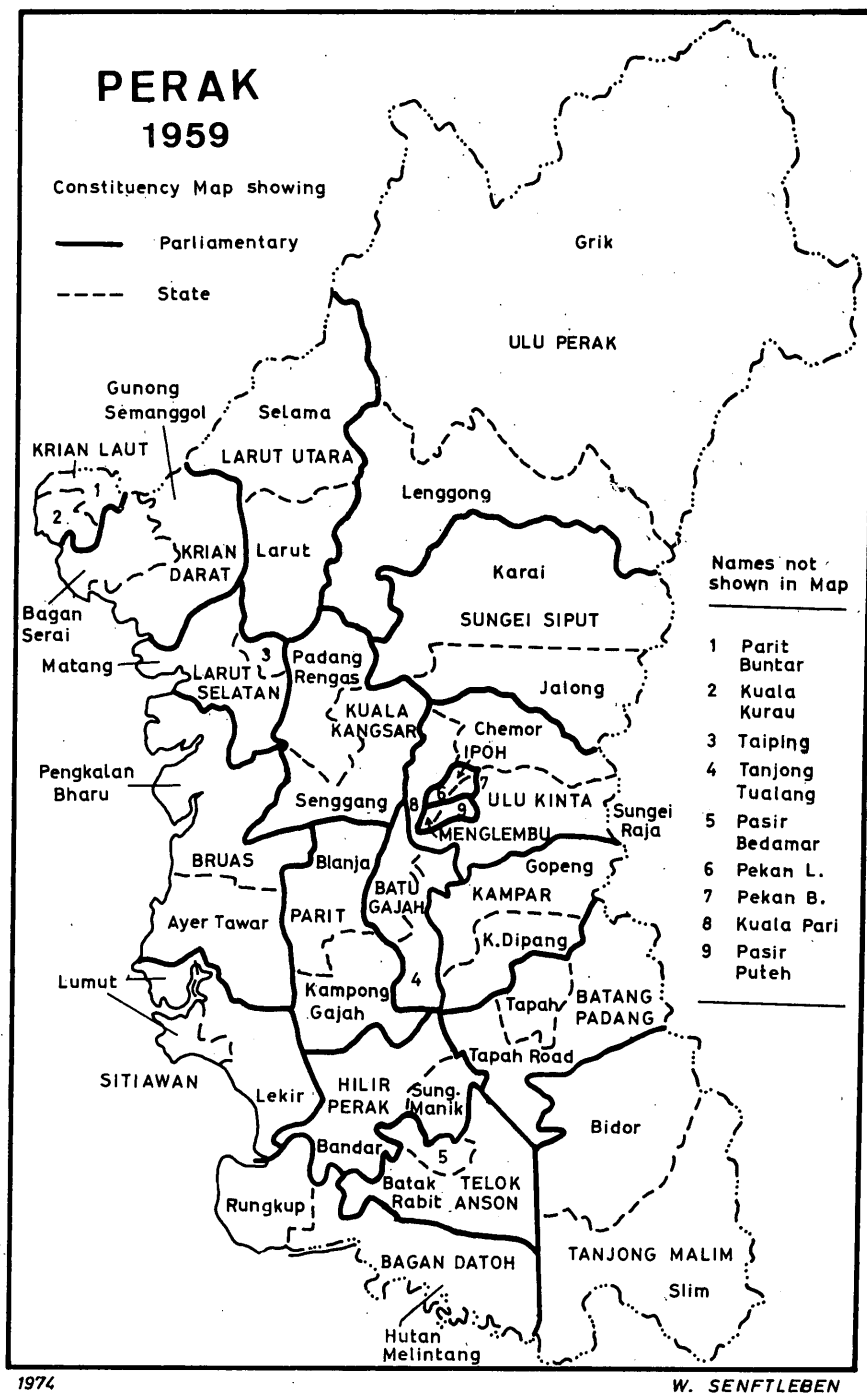 PERAK
1959
Constituency Map showing
Parliamentary
State
Grik
ULU PERAK
Gunong
Semanggol
Selama
KRIAN LAUT
LARUT UTARA
Lenggong
1
2
KRIAN
DARAT
Larut
Karai
SUNGEI SIPUT
Bagan
Serai
Matang
3
LARUT
SELATAN
Padang
Rengas
Jalong
KUALA
KANGSAR
Chemor
IPOH
Pengkalan
Bharu
Senggang
6
7
8
9
ULU KINTA
MENGLEMBU
Sungei
Raja
BRUAS
Blanja
Gopeng
BATU
GAJAH
KAMPAR
Ayer Tawar
PARIT
K.Dipang
4
Lumut
Kampong
Gajah
Tapah
BATANG
PADANG
Tapah Road
SITIAWAN
Lekir
HILIR
PERAK
Sung.
Manik
Bidor
Bandar
5
Batak
Rabit
TELOK
ANSON
Rungkup
BAGAN DATOH
TANJONG MALIM
Slim
Hutan
Melintang
Names not
shown in Map
1 Parit
Buntar
2 Kuala
Kurau
3 Taiping
4 Tanjong
Tualang
5 Pasir
Bedamar
6 Pekan L.
7 Pekan B.
8 Kuala Pari
9 Pasir
Puteh
1974
W. SENFTLEBEN